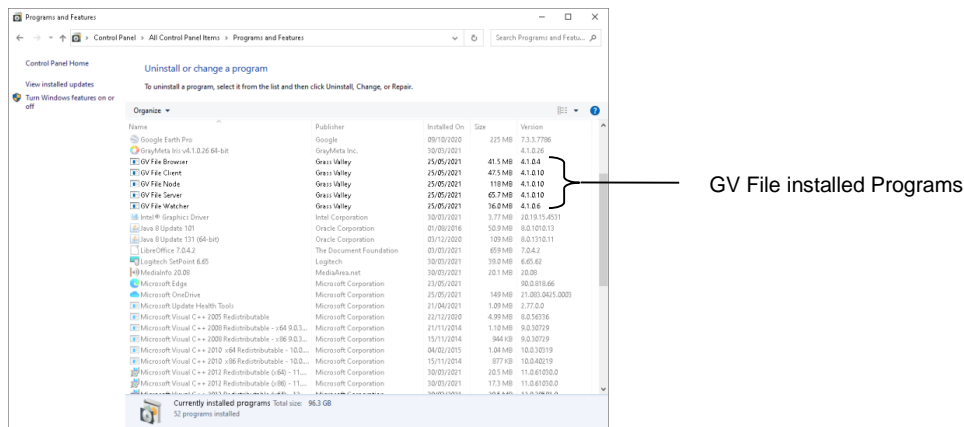 Programs and Features
Control Panel > All Control Panel Items > Programs and Features
Search Programs and Featu...
Control Panel Home
View installed updates
Turn Windows features on or
off
Uninstall or change a program
To uninstall a program, select it from the list and then click Uninstall, Change, or Repair.
Organize
Name Publisher Installed On Size Version
Google Earth Pro Google 09/10/2020 225 MB 7.3.3.7786
GrayMeta Iris v4.1.0.26 64-bit GrayMeta Inc. 30/03/2021 4.1.0.26
GV File Browser Grass Valley 25/05/2021 41.5 MB 4.1.0.4
GV File Client Grass Valley 25/05/2021 47.5 MB 4.1.0.10
GV File Node Grass Valley 25/05/2021 118 MB 4.1.0.10
GV File Server Grass Valley 25/05/2021 65.7 MB 4.1.0.10
GV File Watcher Grass Valley 25/05/2021 36.0 MB 4.1.0.6
Intel® Graphics Driver Intel Corporation 30/03/2021 3.77 MB 20.19.15.4531
Java 8 Update 101 Oracle Corporation 01/08/2016 50.9 MB 8.0.1010.13
Java 8 Update 131 (64-bit) Oracle Corporation 03/12/2020 109 MB 8.0.1310.11
LibreOffice 7.0.4.2 The Document Foundation 03/03/2021 659 MB 7.0.4.2
Logitech SetPoint 6.65 Logitech 30/03/2021 39.0 MB 6.65.62
MediaInfo 20.08 MediaArea.net 30/03/2021 20.1 MB 20.08
Microsoft Edge Microsoft Corporation 23/05/2021 90.0.818.66
Microsoft OneDrive Microsoft Corporation 25/05/2021 149 MB 21.083.0425.0003
Microsoft Update Health Tools Microsoft Corporation 21/04/2021 1.09 MB 2.77.0.0
Microsoft Visual C++ 2005 Redistributable Microsoft Corporation 22/12/2020 4.99 MB 8.0.56336
Microsoft Visual C++ 2008 Redistributable - x64 9.0.3... Microsoft Corporation 21/11/2014 1.10 MB 9.0.30729
Microsoft Visual C++ 2008 Redistributable - x86 9.0.3... Microsoft Corporation 15/11/2014 944 KB 9.0.30729
Microsoft Visual C++ 2010 x64 Redistributable - 10.0.... Microsoft Corporation 04/02/2015 1.04 MB 10.0.30319
Microsoft Visual C++ 2010 x86 Redistributable - 10.0.... Microsoft Corporation 15/11/2014 877 KB 10.0.40219
Microsoft Visual C++ 2012 Redistributable (x64) - 11.... Microsoft Corporation 30/03/2021 20.5 MB 11.0.61030.0
Microsoft Visual C++ 2012 Redistributable (x86) - 11.... Microsoft Corporation 30/03/2021 17.3 MB 11.0.61030.0
Currently installed programs Total size: 96.3 GB
52 programs installed
GV File installed Programs